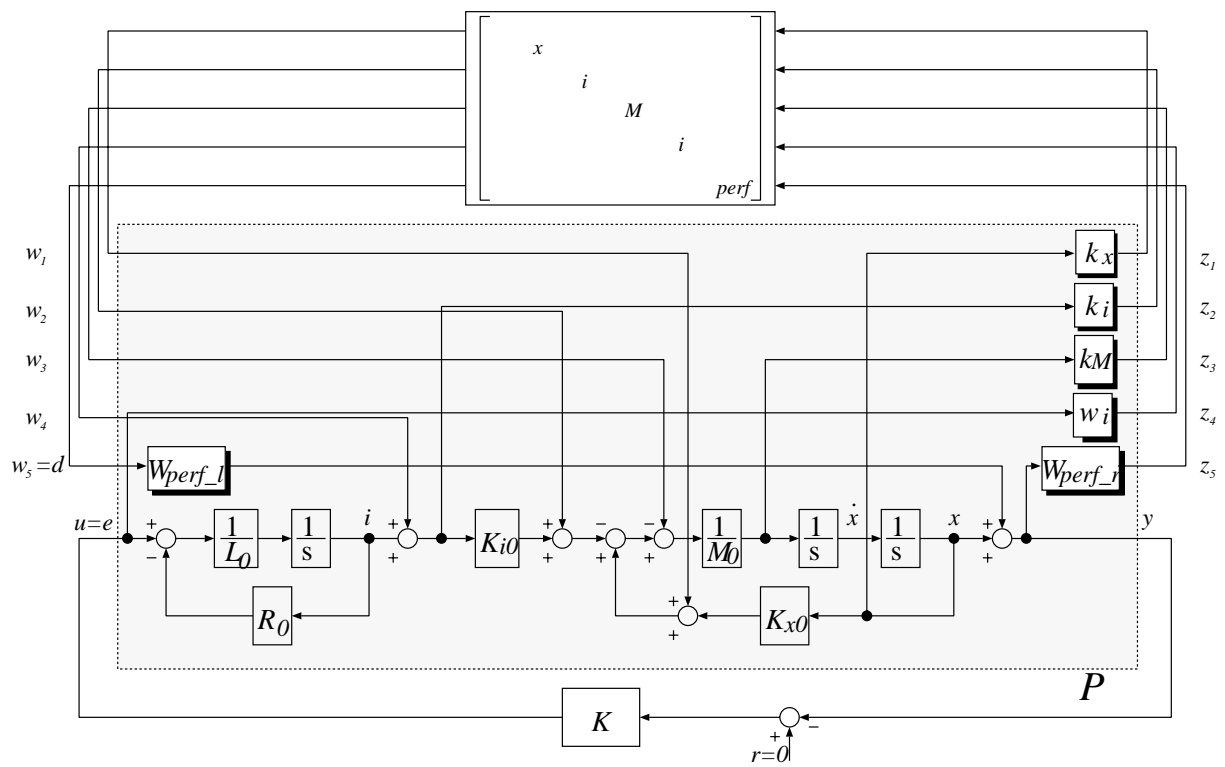 x
i
M
i
perf
w1
kx
z1
w2
ki
z2
w3
kM
z3
w4
wi
z4
w5=d
Wperf_l
Wperf_r
z5
u=e
+
−
1
L0
1
s
i
+
+
Ki0
+
+
−
+
−
+
1
M0
1
s
ẋ
1
s
x
+
+
y
R0
+
+
Kx0
P
K
+
−
r=0